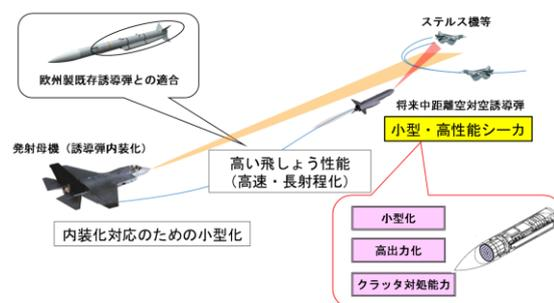 ステルス機等
欧州製既存誘導弾との適合
将来中距離空対空誘導弾
小型・高性能シーカ
発射母機（誘導弾内装化）
高い飛しょう性能
（高速・長射程化）
内装化対応のための小型化
小型化
高出力化
クラッタ対処能力